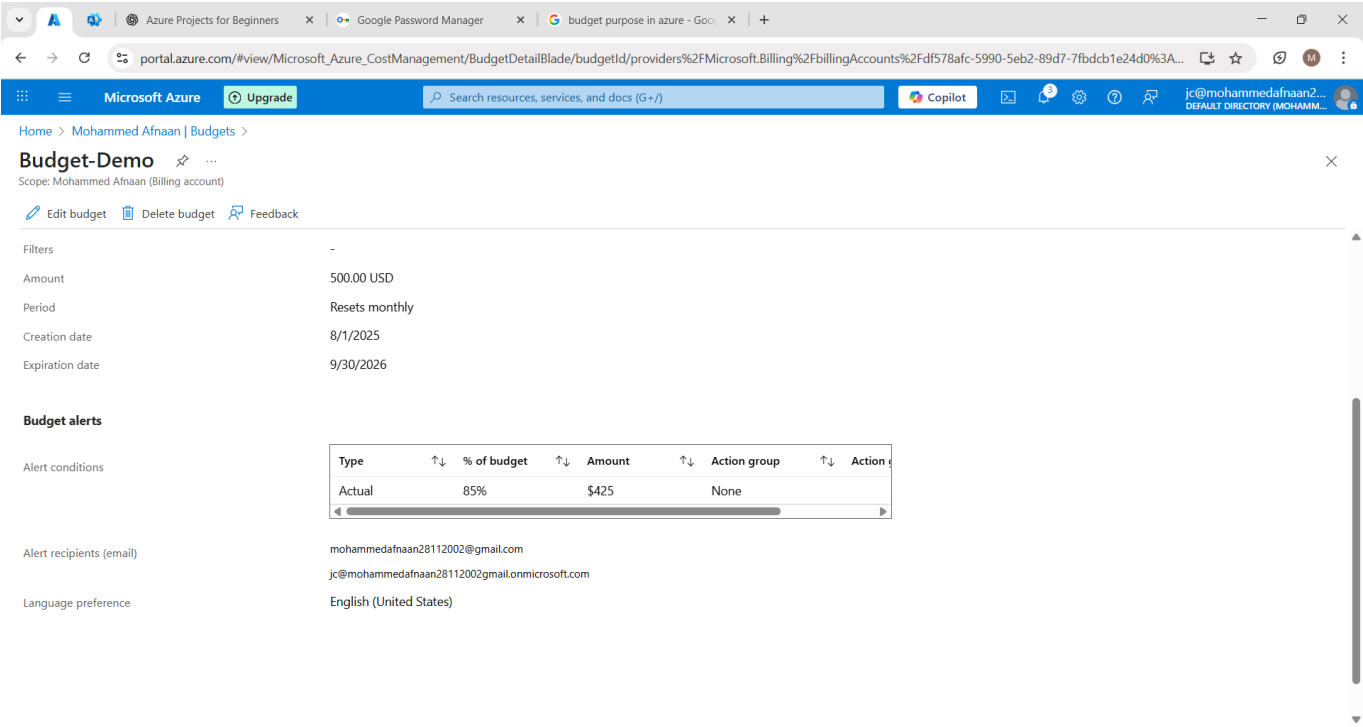 Azure Projects for Beginners
Google Password Manager
budget purpose in azure - Goo
portal.azure.com/#view/Microsoft_Azure_CostManagement/BudgetDetailBlade/budgetId/providers%2FMicrosoft.Billing%2FbillingAccounts%2Fdf578afc-5990-5eb2-89d7-7fbdcb1e24d0%3A...
M
Microsoft Azure
Upgrade
Search resources, services, and docs (G+/)
Copilot
3
jc@mohammedafnaan2...
DEFAULT DIRECTORY (MOHAMM...
Home > Mohammed Afnaan | Budgets >
Budget-Demo
...
Scope: Mohammed Afnaan (Billing account)
Edit budget
Delete budget
Feedback
Filters -
Amount 500.00 USD
Period Resets monthly
Creation date 8/1/2025
Expiration date 9/30/2026
Budget alerts
Alert conditions
Type % of budget Amount Action group Action g
Actual 85% $425 None
Alert recipients (email)
mohammedafnaan28112002@gmail.com
jc@mohammedafnaan28112002gmail.onmicrosoft.com
Language preference English (United States)